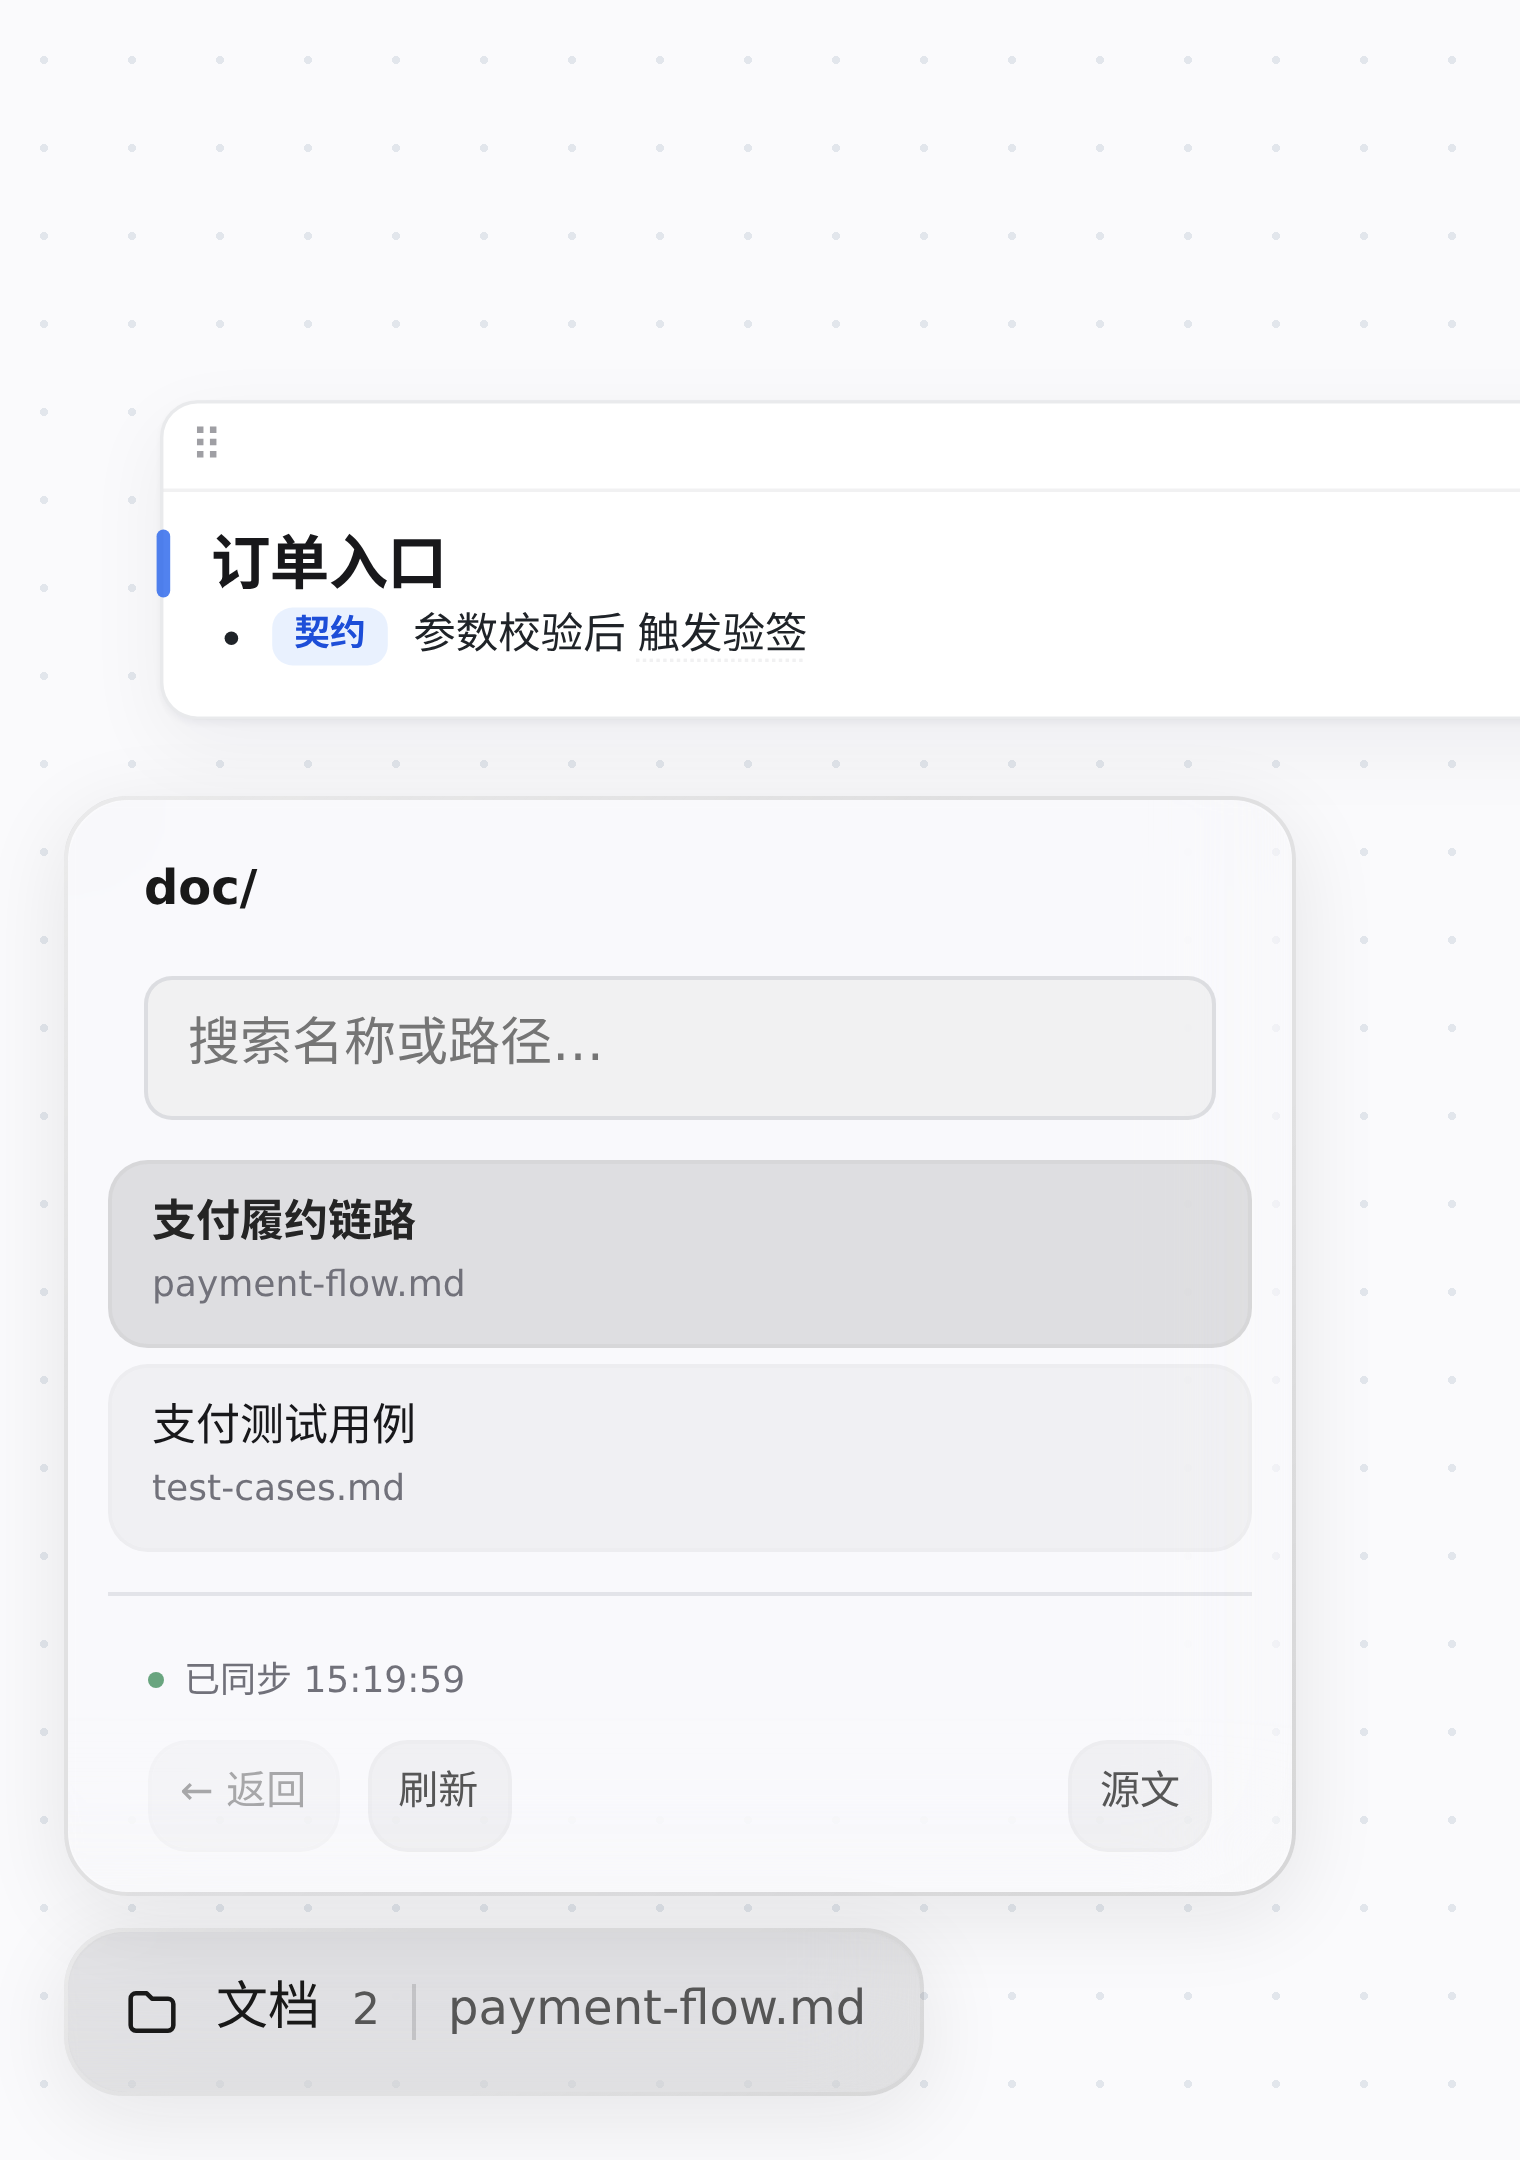 订单入口
• 契约 参数校验后 触发验签
doc/
搜索名称或路径...
支付履约链路
payment-flow.md
支付测试用例
test-cases.md
已同步 15:19:59
← 返回 刷新 源文
文档 2 payment-flow.md